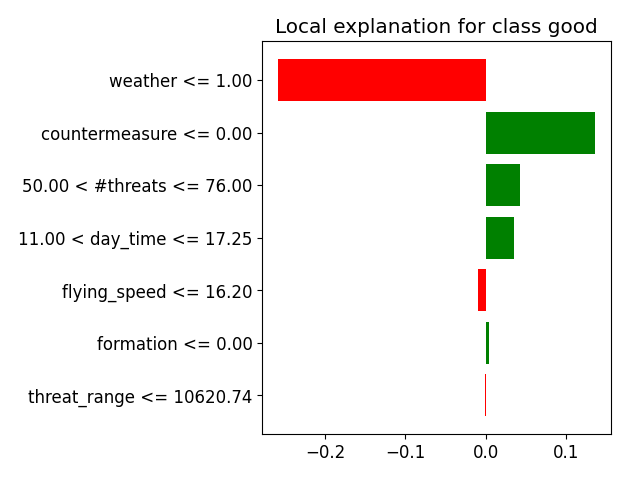 Local explanation for class good
weather <= 1.00
countermeasure <= 0.00
50.00 < #threats <= 76.00
11.00 < day_time <= 17.25
flying_speed <= 16.20
formation <= 0.00
threat_range <= 10620.74
−0.2 −0.1 0.0 0.1